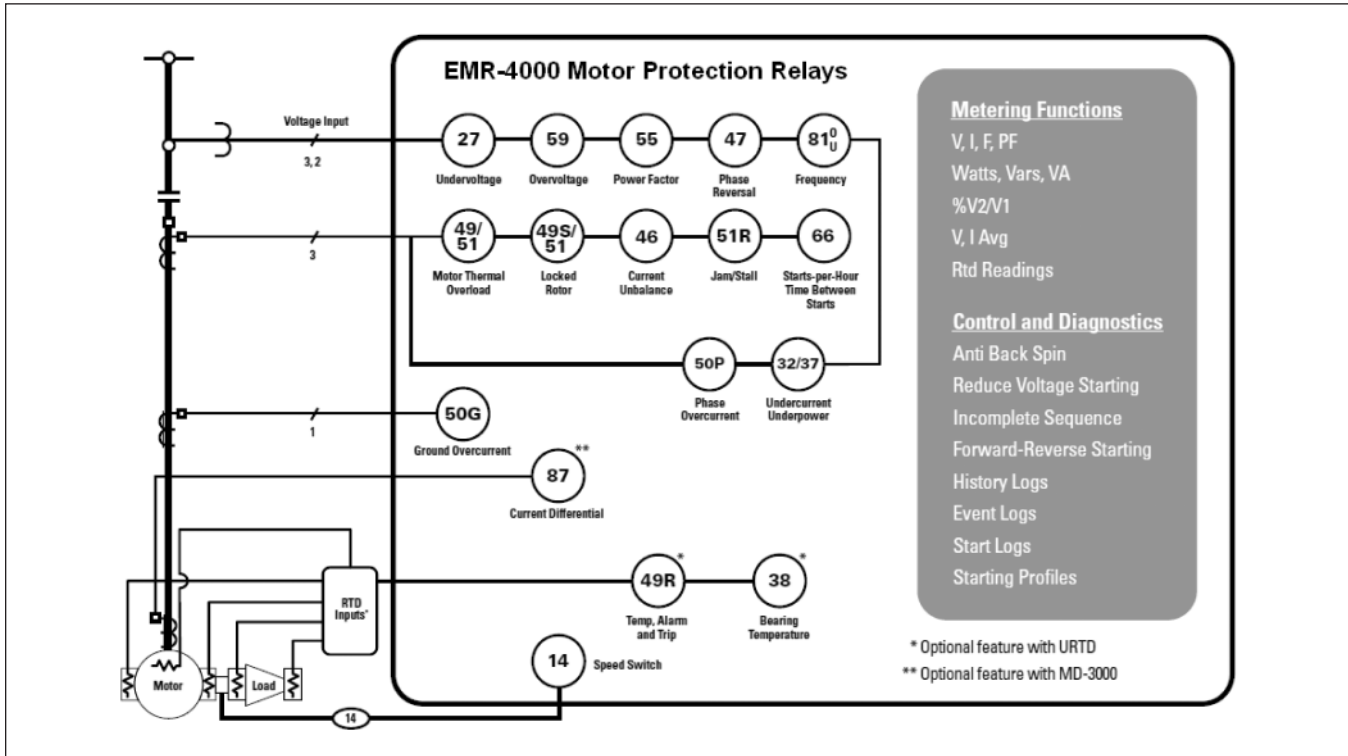 EMR-4000 Motor Protection Relays
Voltage Input
3, 2
27
59
55
47
81 O U
Undervoltage
Overvoltage
Power Factor
Phase
Reversal
Frequency
3
49/
51
49S/
51
46
51R
66
Motor Thermal
Overload
Locked
Rotor
Current
Unbalance
Jam/Stall
Starts-per-Hour
Time Between
Starts
50P
32/37
Phase
Overcurrent
Undercurrent
Underpower
1
50G
Ground Overcurrent
87
**
Current Differential
RTD
Inputs*
49R
*
38
*
Temp, Alarm
and Trip
Bearing
Temperature
14
Speed Switch
Motor
Load
14
Metering Functions
V, I, F, PF
Watts, Vars, VA
%V2/V1
V, I Avg
Rtd Readings
Control and Diagnostics
Anti Back Spin
Reduce Voltage Starting
Incomplete Sequence
Forward-Reverse Starting
History Logs
Event Logs
Start Logs
Starting Profiles
* Optional feature with URTD
** Optional feature with MD-3000